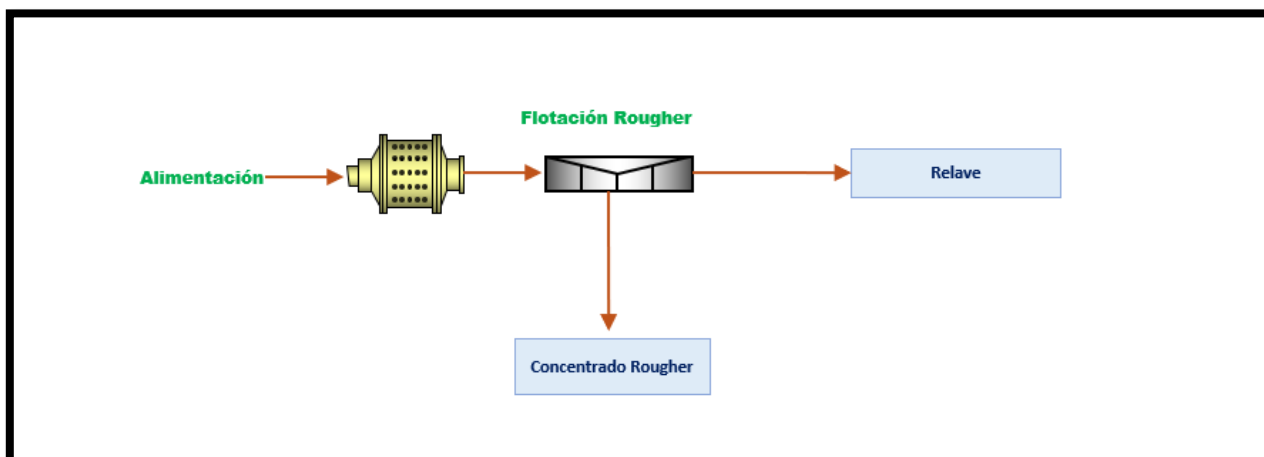 Flotación Rougher
Alimentación
Relave
Concentrado Rougher